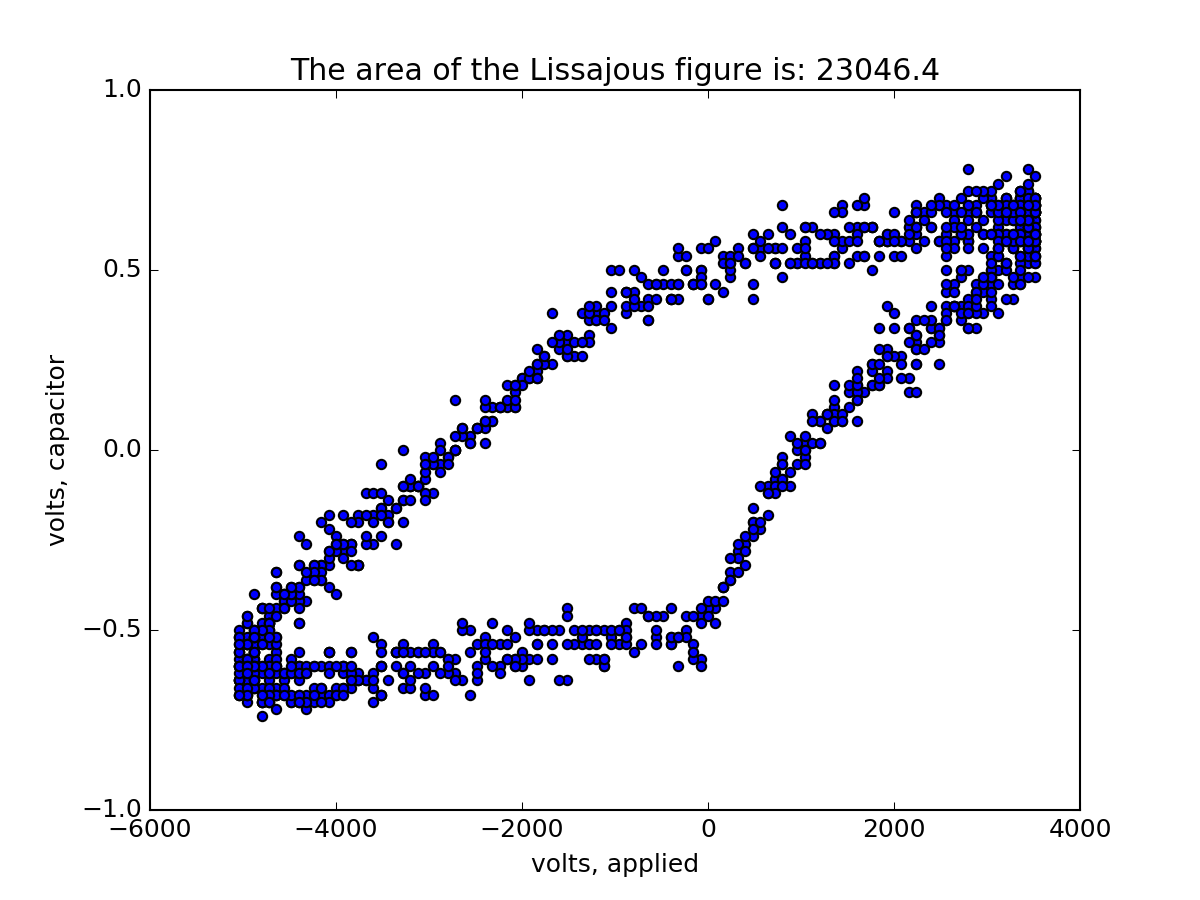 The area of the Lissajous figure is: 23046.4
1.0
0.5
0.0
−0.5
−1.0
−6000 −4000 −2000 0 2000 4000
volts, applied
volts, capacitor